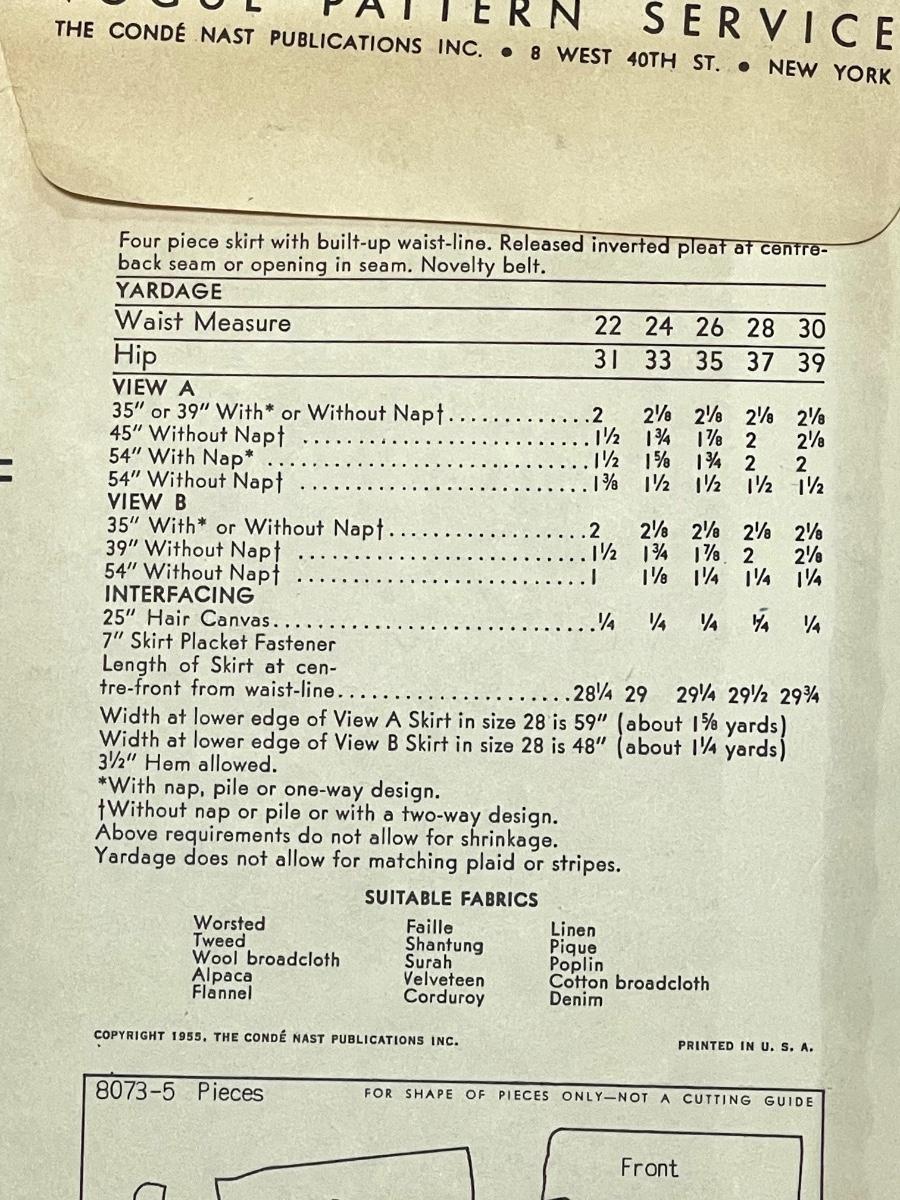 PATTERN SERVICE
THE CONDÉ NAST PUBLICATIONS INC. • 8 WEST 40TH ST. • NEW YORK
Four piece skirt with built-up waist-line. Released inverted pleat at centre-
back seam or opening in seam. Novelty belt.
YARDAGE
Waist Measure 22 24 26 28 30
Hip 31 33 35 37 39
VIEW A
35" or 39" With* or Without Nap†............2 2⅛ 2⅛ 2⅛ 2⅛
45" Without Nap† ........................1½ 1¾ 1⅞ 2 2⅛
54" With Nap* ...........................1½ 1⅝ 1¾ 2 2
54" Without Nap† ........................1⅜ 1½ 1½ 1½ 1½
VIEW B
35" With* or Without Nap†.................2 2⅛ 2⅛ 2⅛ 2⅛
39" Without Nap† ........................1½ 1¾ 1⅞ 2 2⅛
54" Without Nap† ........................1 1⅛ 1¼ 1¼ 1¼
INTERFACING
25" Hair Canvas...........................¼ ¼ ¼ ¼ ¼
7" Skirt Placket Fastener
Length of Skirt at cen-
tre-front from waist-line....................28¼ 29 29¼ 29½ 29¾
Width at lower edge of View A Skirt in size 28 is 59" (about 1⅝ yards)
Width at lower edge of View B Skirt in size 28 is 48" (about 1¼ yards)
3½" Hem allowed.
*With nap, pile or one-way design.
†Without nap or pile or with a two-way design.
Above requirements do not allow for shrinkage.
Yardage does not allow for matching plaid or stripes.
SUITABLE FABRICS
Worsted Faille Linen
Tweed Shantung Pique
Wool broadcloth Surah Poplin
Alpaca Velveteen Cotton broadcloth
Flannel Corduroy Denim
COPYRIGHT 1955, THE CONDÉ NAST PUBLICATIONS INC. PRINTED IN U. S. A.
8073-5 Pieces FOR SHAPE OF PIECES ONLY—NOT A CUTTING GUIDE
Front